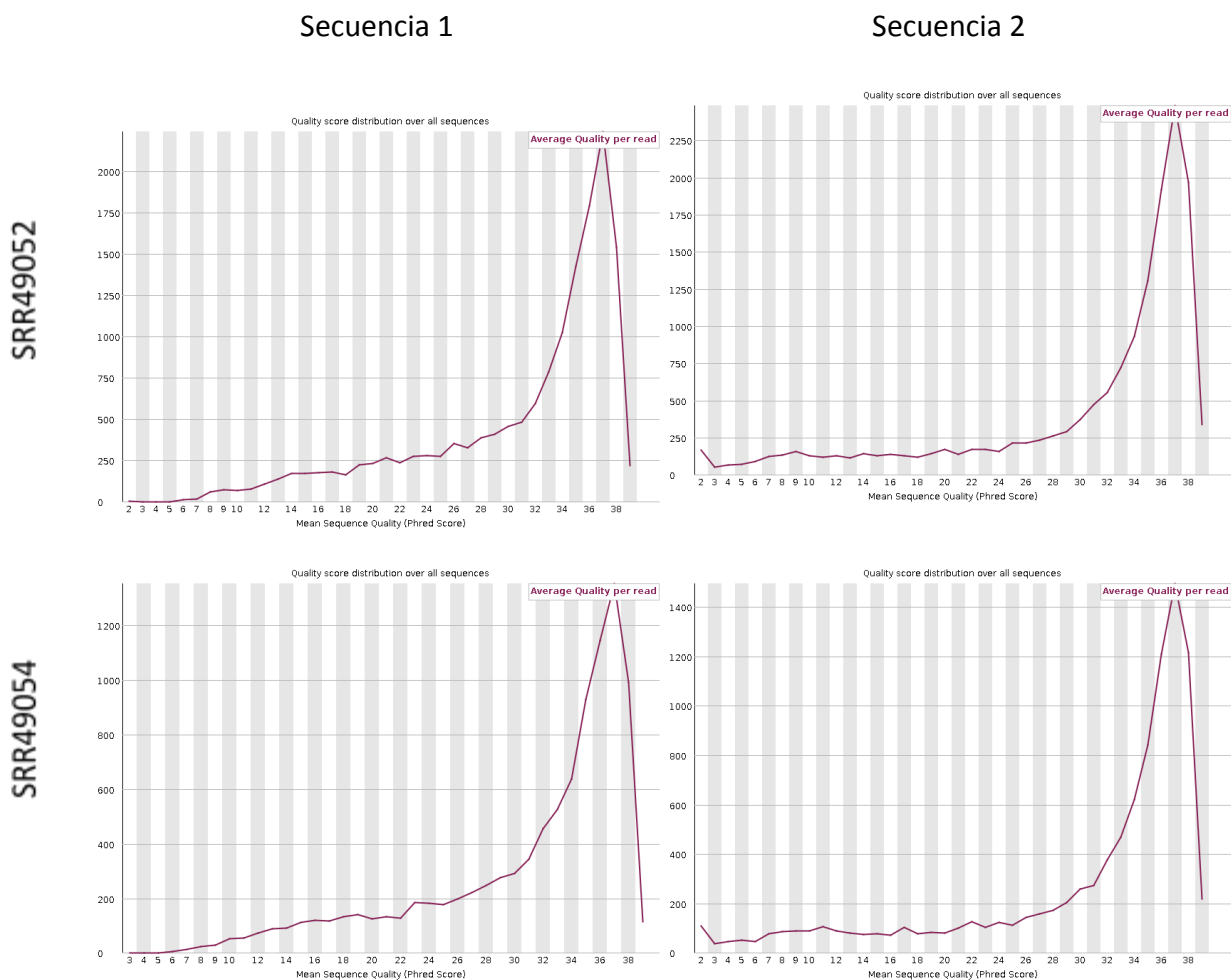 Secuencia 1
Secuencia 2
SRR49052
Quality score distribution over all sequences
Average Quality per read
2000
1750
1500
1250
1000
750
500
250
0
2 3 4 5 6 7 8 9 10 12 14 16 18 20 22 24 26 28 30 32 34 36 38
Mean Sequence Quality (Phred Score)
Quality score distribution over all sequences
Average Quality per read
2250
2000
1750
1500
1250
1000
750
500
250
0
2 3 4 5 6 7 8 9 10 12 14 16 18 20 22 24 26 28 30 32 34 36 38
Mean Sequence Quality (Phred Score)
SRR49054
Quality score distribution over all sequences
Average Quality per read
1200
1000
800
600
400
200
0
3 4 5 6 7 8 9 10 12 14 16 18 20 22 24 26 28 30 32 34 36 38
Mean Sequence Quality (Phred Score)
Quality score distribution over all sequences
Average Quality per read
1400
1200
1000
800
600
400
200
0
2 3 4 5 6 7 8 9 10 12 14 16 18 20 22 24 26 28 30 32 34 36 38
Mean Sequence Quality (Phred Score)